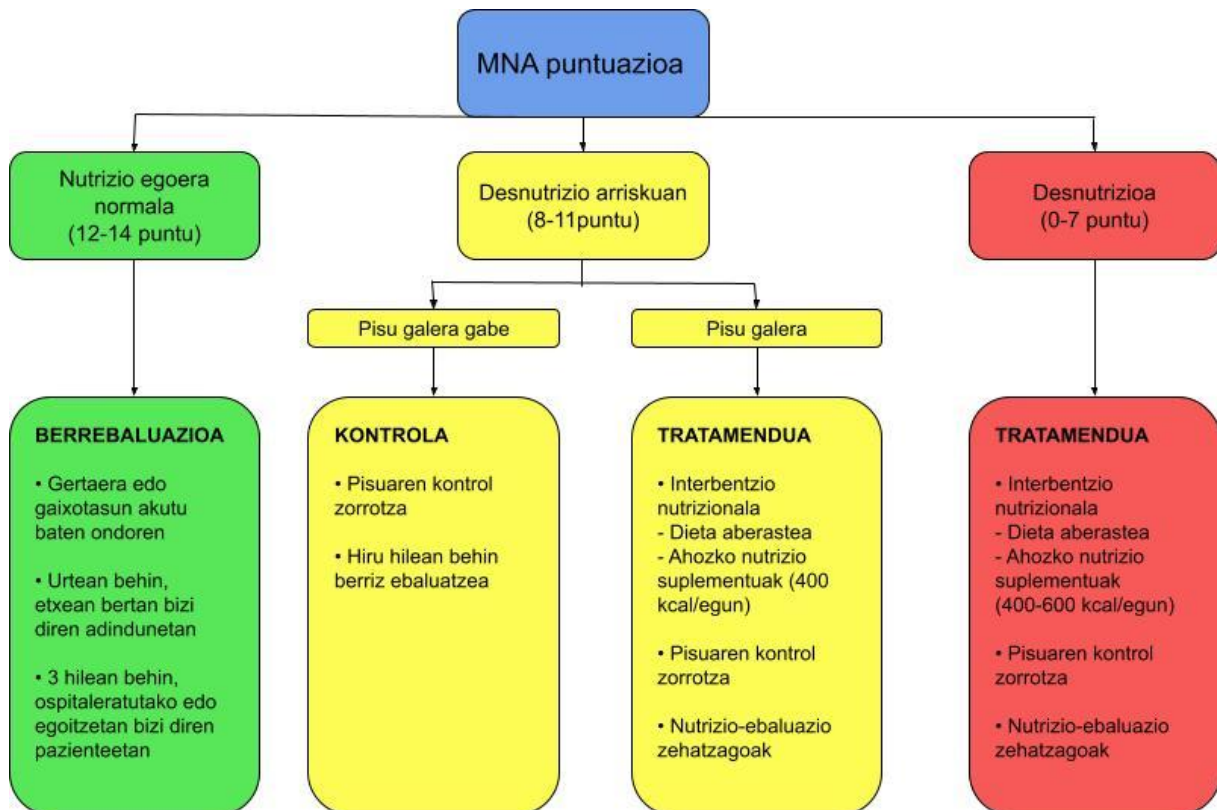 MNA puntuazioa
Nutrizio egoera
normala
(12-14 puntu)
Desnutrizio arriskuan
(8-11puntu)
Desnutrizioa
(0-7 puntu)
Pisu galera gabe
Pisu galera
BERREBALUAZIOA
• Gertaera edo
gaixotasun akutu
baten ondoren
• Urtean behin,
etxean bertan bizi
diren adindunetan
• 3 hilean behin,
ospitaleratutako edo
egoitzetan bizi diren
pazienteetan
KONTROLA
• Pisuaren kontrol
zorrotza
• Hiru hilean behin
berriz ebaluatzea
TRATAMENDUA
• Interbentzio
nutrizionala
- Dieta aberastea
- Ahozko nutrizio
suplementuak (400
kcal/egun)
• Pisuaren kontrol
zorrotza
• Nutrizio-ebaluazio
zehatzagoak
TRATAMENDUA
• Interbentzio
nutrizionala
- Dieta aberastea
- Ahozko nutrizio
suplementuak
(400-600 kcal/egun)
• Pisuaren kontrol
zorrotza
• Nutrizio-ebaluazio
zehatzagoak